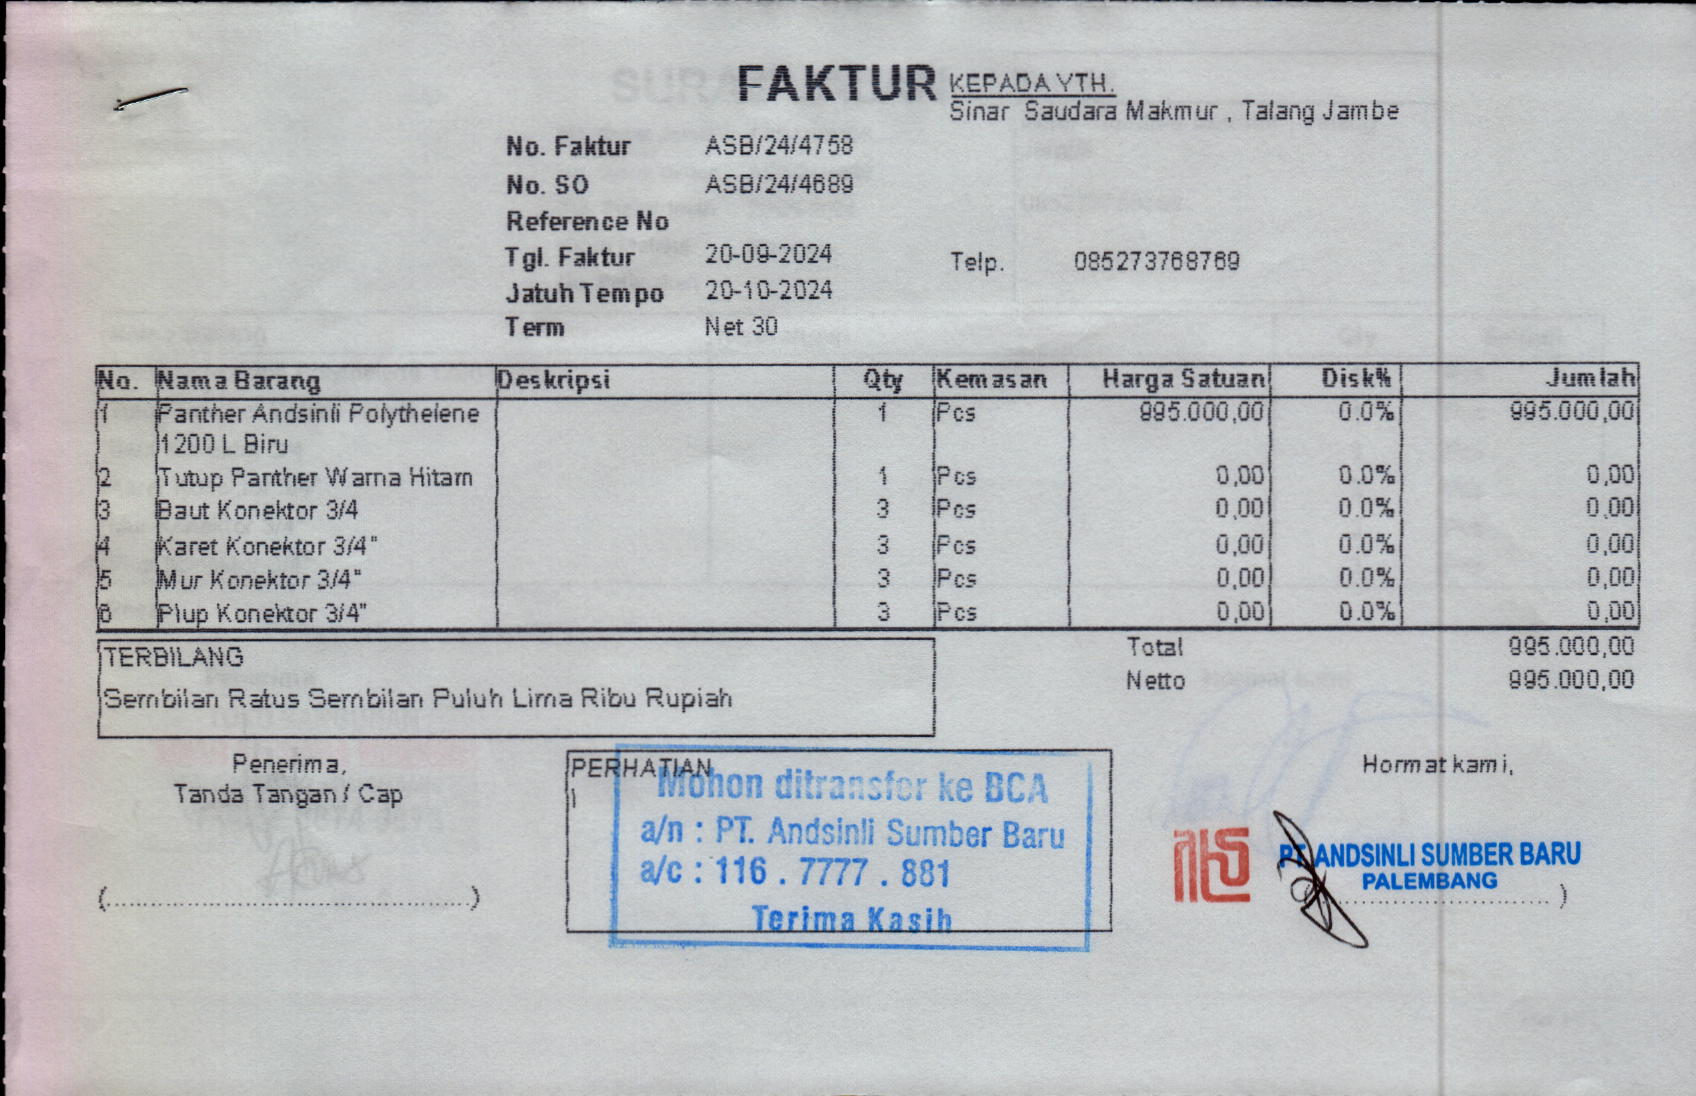 FAKTUR
KEPADA YTH.
Sinar Saudara Makmur , Talang Jambe
No. Faktur ASB/24/4758
No. SO ASB/24/4689
Reference No
Tgl. Faktur 20-09-2024
Telp. 085273768769
Jatuh Tempo 20-10-2024
Term Net 30
No. Nama Barang Deskripsi Qty Kemasan Harga Satuan Disk% Jumlah
1 Panther Andsinli Polythelene 1 Pcs 995.000,00 0.0% 995.000,00
1200 L Biru
2 Tutup Panther Warna Hitam 1 Pcs 0,00 0.0% 0,00
3 Baut Konektor 3/4 3 Pcs 0,00 0.0% 0,00
4 Karet Konektor 3/4" 3 Pcs 0,00 0.0% 0,00
5 Mur Konektor 3/4" 3 Pcs 0,00 0.0% 0,00
6 Plup Konektor 3/4" 3 Pcs 0,00 0.0% 0,00
TERBILANG
Sembilan Ratus Sembilan Puluh Lima Ribu Rupiah
Total 995.000,00
Netto 995.000,00
Penerima,
Tanda Tangan / Cap
(..........................................)
PERHATIAN
Mohon ditransfer ke BCA
a/n : PT. Andsinli Sumber Baru
a/c : 116 . 7777 . 881
Terima Kasih
Hormat kami,
PT ANDSINLI SUMBER BARU
PALEMBANG